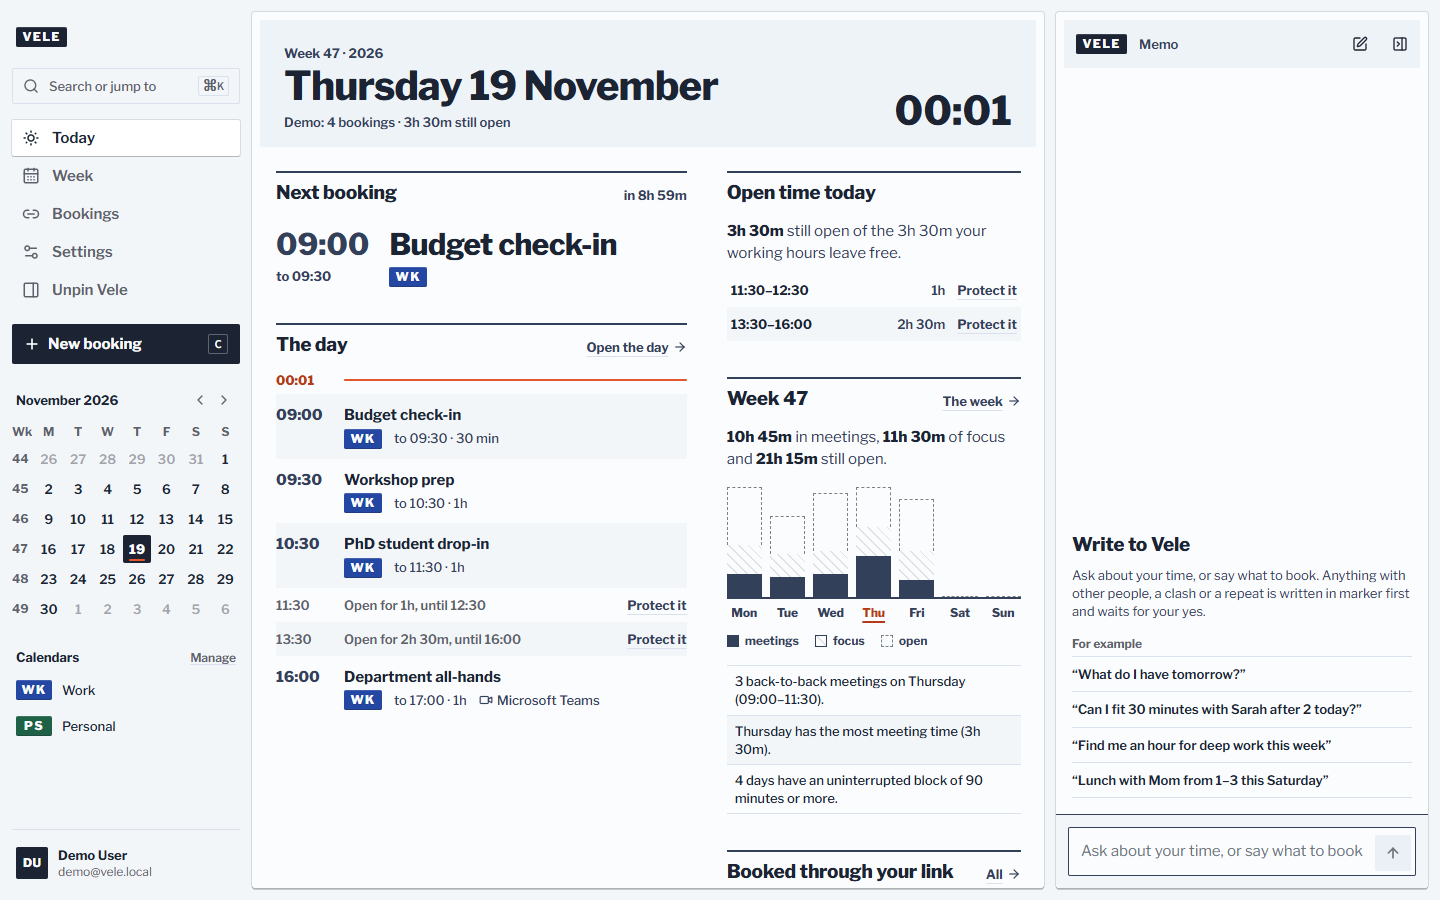 VELE
Search or jump to ⌘K
Today
Week
Bookings
Settings
Unpin Vele
+ New booking C
November 2026
Wk M T W T F S S
44 26 27 28 29 30 31 1
45 2 3 4 5 6 7 8
46 9 10 11 12 13 14 15
47 16 17 18 19 20 21 22
48 23 24 25 26 27 28 29
49 30 1 2 3 4 5 6
Calendars Manage
WK Work
PS Personal
DU Demo User
demo@vele.local
Week 47 · 2026
Thursday 19 November
Demo: 4 bookings · 3h 30m still open
00:01
Next booking in 8h 59m
09:00 Budget check-in
to 09:30 WK
The day Open the day →
00:01
09:00 Budget check-in
WK to 09:30 · 30 min
09:30 Workshop prep
WK to 10:30 · 1h
10:30 PhD student drop-in
WK to 11:30 · 1h
11:30 Open for 1h, until 12:30 Protect it
13:30 Open for 2h 30m, until 16:00 Protect it
16:00 Department all-hands
WK to 17:00 · 1h Microsoft Teams
Open time today
3h 30m still open of the 3h 30m your
working hours leave free.
11:30–12:30 1h Protect it
13:30–16:00 2h 30m Protect it
Week 47 The week →
10h 45m in meetings, 11h 30m of focus
and 21h 15m still open.
Mon Tue Wed Thu Fri Sat Sun
meetings focus open
3 back-to-back meetings on Thursday
(09:00–11:30).
Thursday has the most meeting time (3h
30m).
4 days have an uninterrupted block of 90
minutes or more.
Booked through your link All →
VELE Memo
Write to Vele
Ask about your time, or say what to book. Anything with
other people, a clash or a repeat is written in marker first
and waits for your yes.
For example
“What do I have tomorrow?”
“Can I fit 30 minutes with Sarah after 2 today?”
“Find me an hour for deep work this week”
“Lunch with Mom from 1–3 this Saturday”
Ask about your time, or say what to book